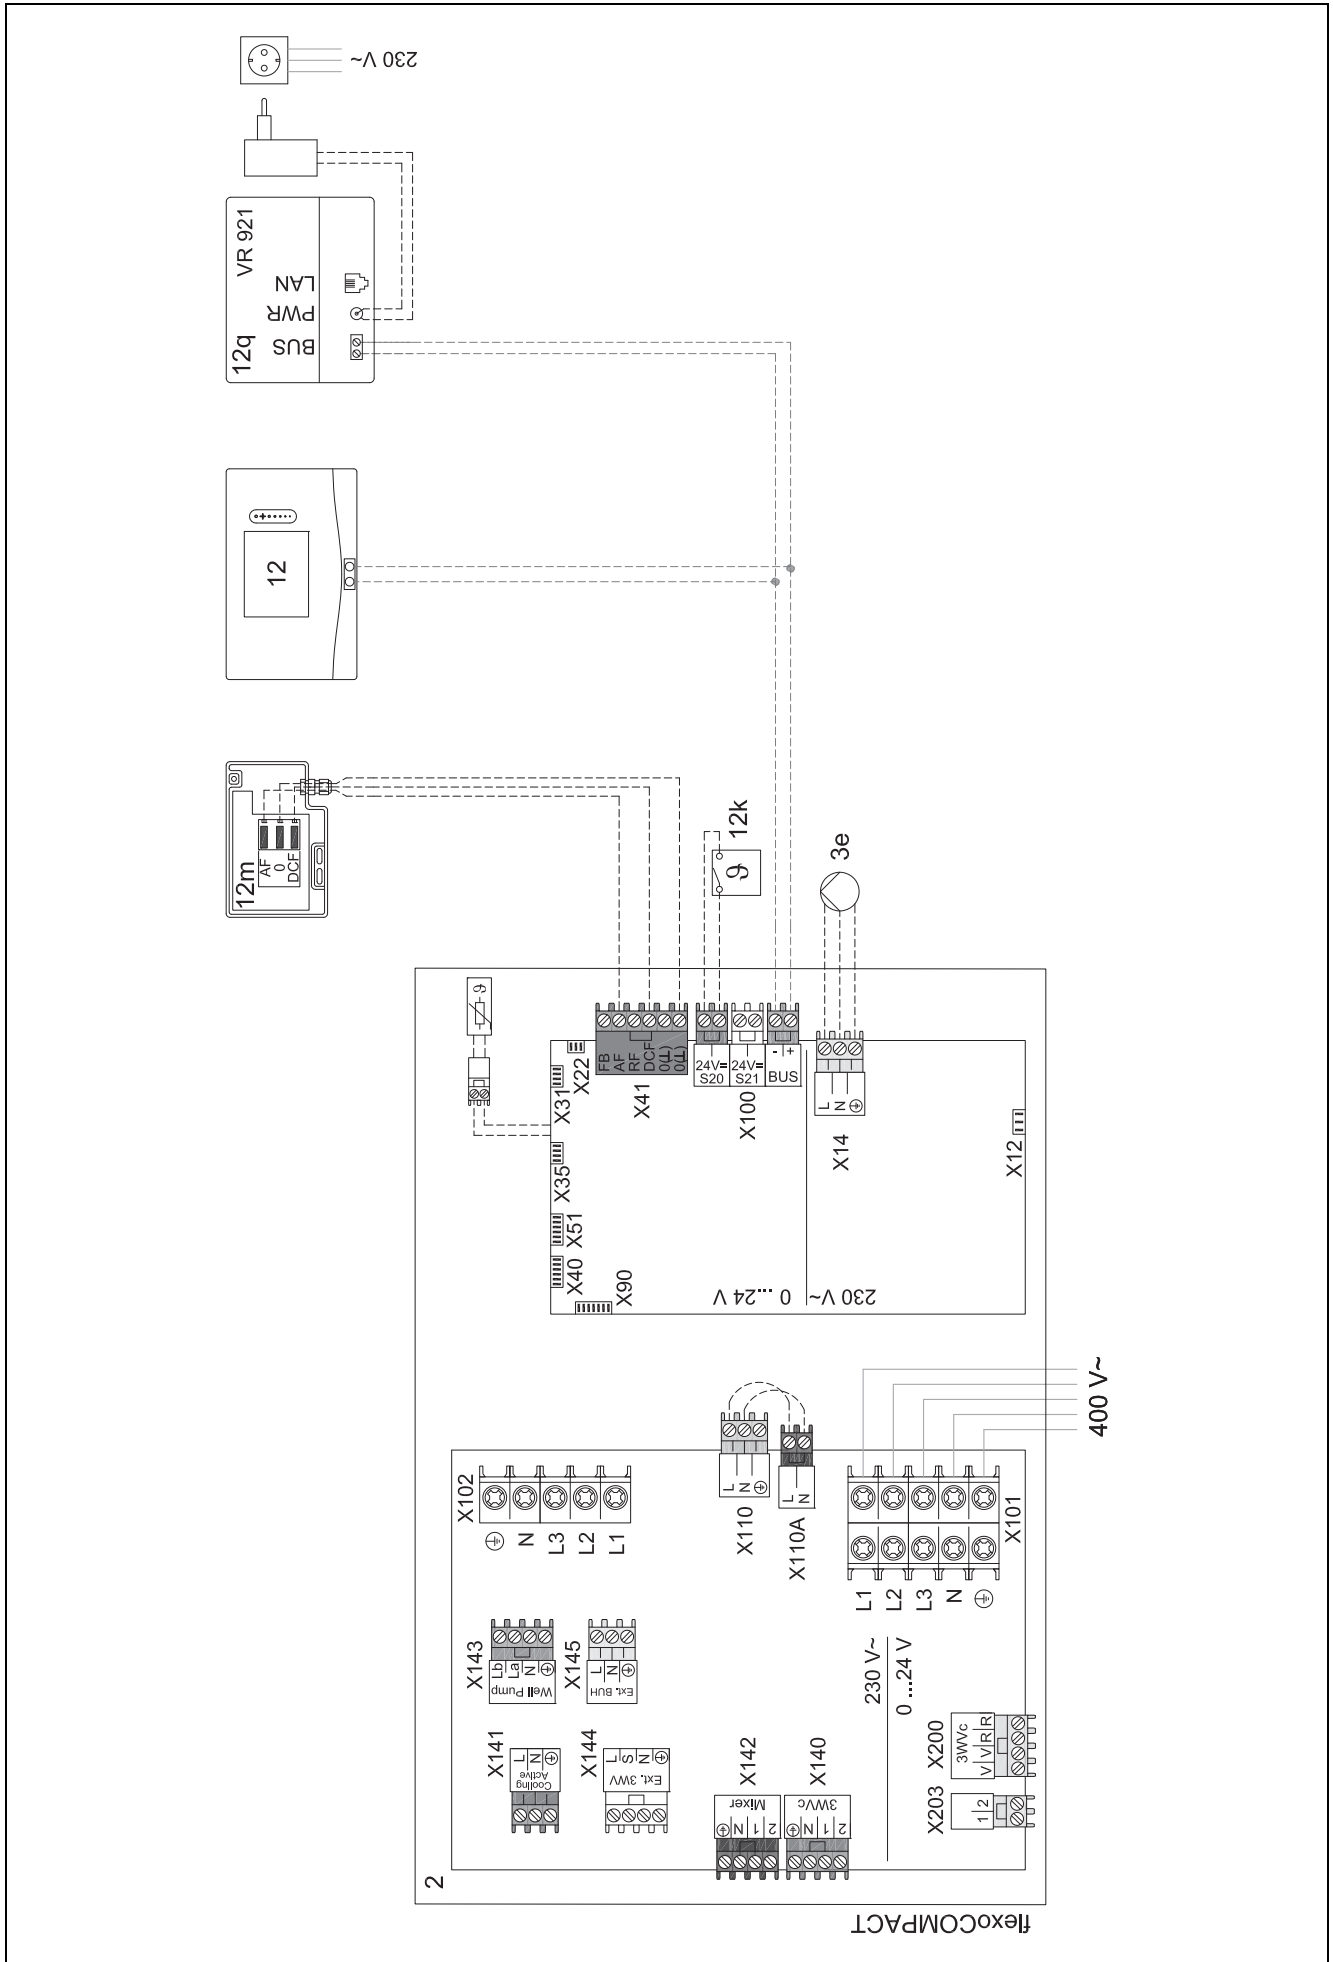 230 V~
VR 921
LAN
PWR
BUS
12q
12
12m
AF
0
DCF
12k
ϑ
3e
ϑ
FB
AF
RF
DCF
0(⊥)
0(⊥)
24V=
S20
24V=
S21
- +
BUS
L
N
X22
X31
X41
X100
X14
X12
X35
X51
X40
X90
0 ...24 V
230 V~
400 V~
X102
N
L3
L2
L1
L
N
X110
L
N
X110A
X101
L1
L2
L3
N
X143
Lb
La
N
Well Pump
X145
L
N
Ext. BUH
X141
L
N
Cooling
Active
X144
L
S
N
Ext. 3WV
X142
Mixer
N 1 2
X140
3WVc
N 1 2
230 V~
0 ...24 V
X200
3WVc
V V R R
X203
1 2
2
flexoCOMPACT